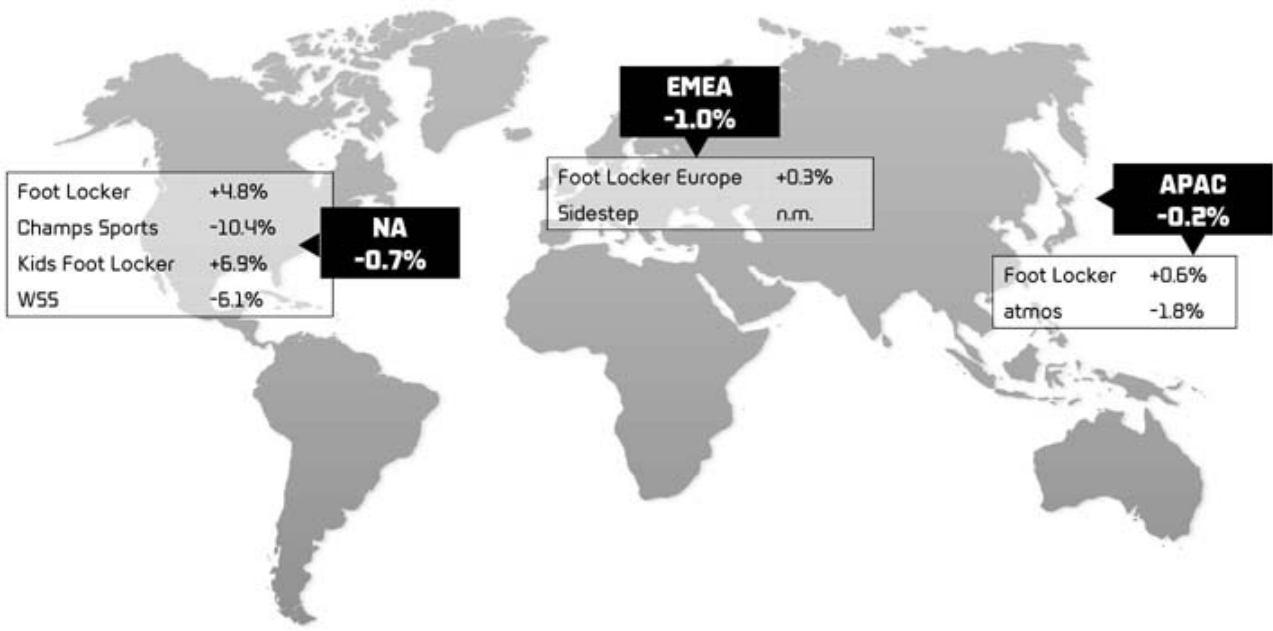 EMEA
-1.0%
Foot Locker Europe +0.3%
Sidestep n.m.
APAC
-0.2%
Foot Locker +0.6%
atmos -1.8%
Foot Locker +4.8%
Champs Sports -10.4%
Kids Foot Locker +6.9%
WSS -6.1%
NA
-0.7%